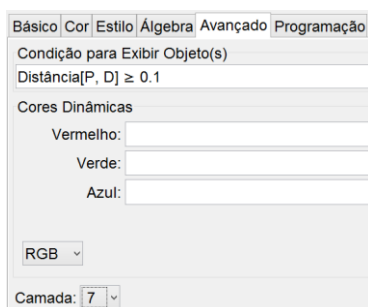 Básico Cor Estilo Álgebra Avançado Programação
Condição para Exibir Objeto(s)
Distância[P, D] ≥ 0.1
Cores Dinâmicas
Vermelho:
Verde:
Azul:
RGB
Camada: 7